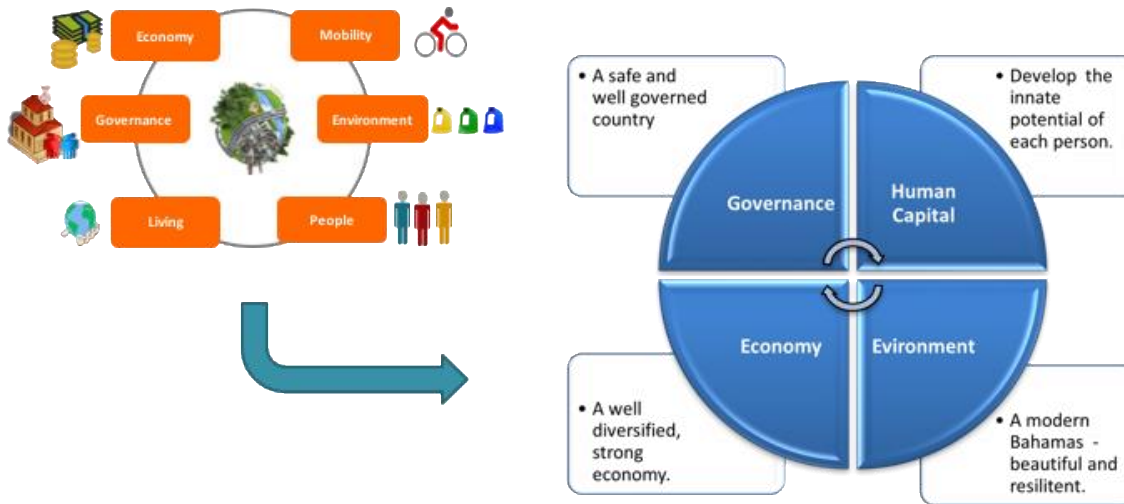 Economy
Mobility
Governance
Environment
Living
People
• A safe and
well governed
country
• Develop the
innate
potential of
each person.
Governance
Human
Capital
Economy
Evironment
• A well
diversified,
strong
economy.
• A modern
Bahamas -
beautiful and
resilitent.